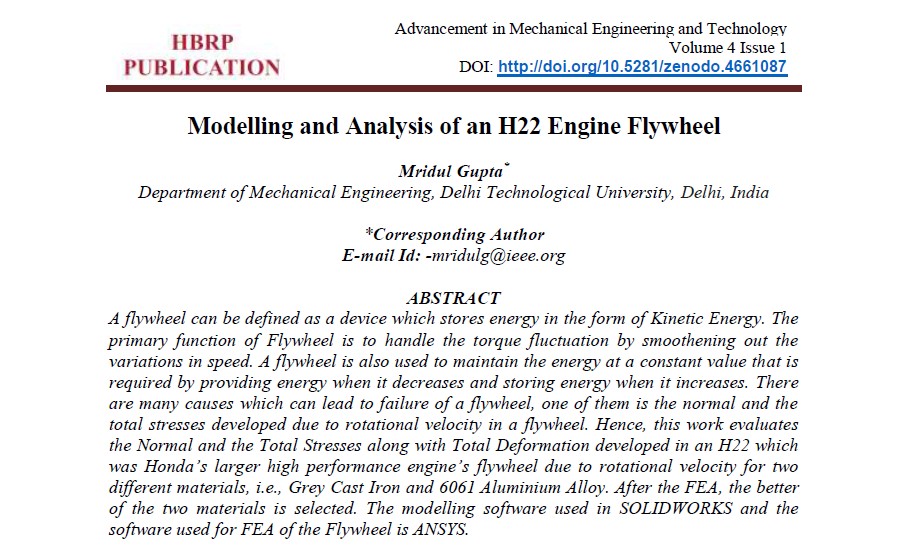 HBRP
PUBLICATION
Advancement in Mechanical Engineering and Technology
Volume 4 Issue 1
DOI: http://doi.org/10.5281/zenodo.4661087
Modelling and Analysis of an H22 Engine Flywheel
Mridul Gupta*
Department of Mechanical Engineering, Delhi Technological University, Delhi, India
*Corresponding Author
E-mail Id: -mridulg@ieee.org
ABSTRACT
A flywheel can be defined as a device which stores energy in the form of Kinetic Energy. The
primary function of Flywheel is to handle the torque fluctuation by smoothening out the
variations in speed. A flywheel is also used to maintain the energy at a constant value that is
required by providing energy when it decreases and storing energy when it increases. There
are many causes which can lead to failure of a flywheel, one of them is the normal and the
total stresses developed due to rotational velocity in a flywheel. Hence, this work evaluates
the Normal and the Total Stresses along with Total Deformation developed in an H22 which
was Honda's larger high performance engine's flywheel due to rotational velocity for two
different materials, i.e., Grey Cast Iron and 6061 Aluminium Alloy. After the FEA, the better
of the two materials is selected. The modelling software used in SOLIDWORKS and the
software used for FEA of the Flywheel is ANSYS.